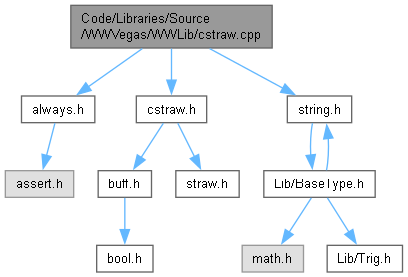 Code/Libraries/Source
/WWVegas/WWLib/cstraw.cpp
always.h
cstraw.h
string.h
assert.h
buff.h
straw.h
Lib/BaseType.h
bool.h
math.h
Lib/Trig.h